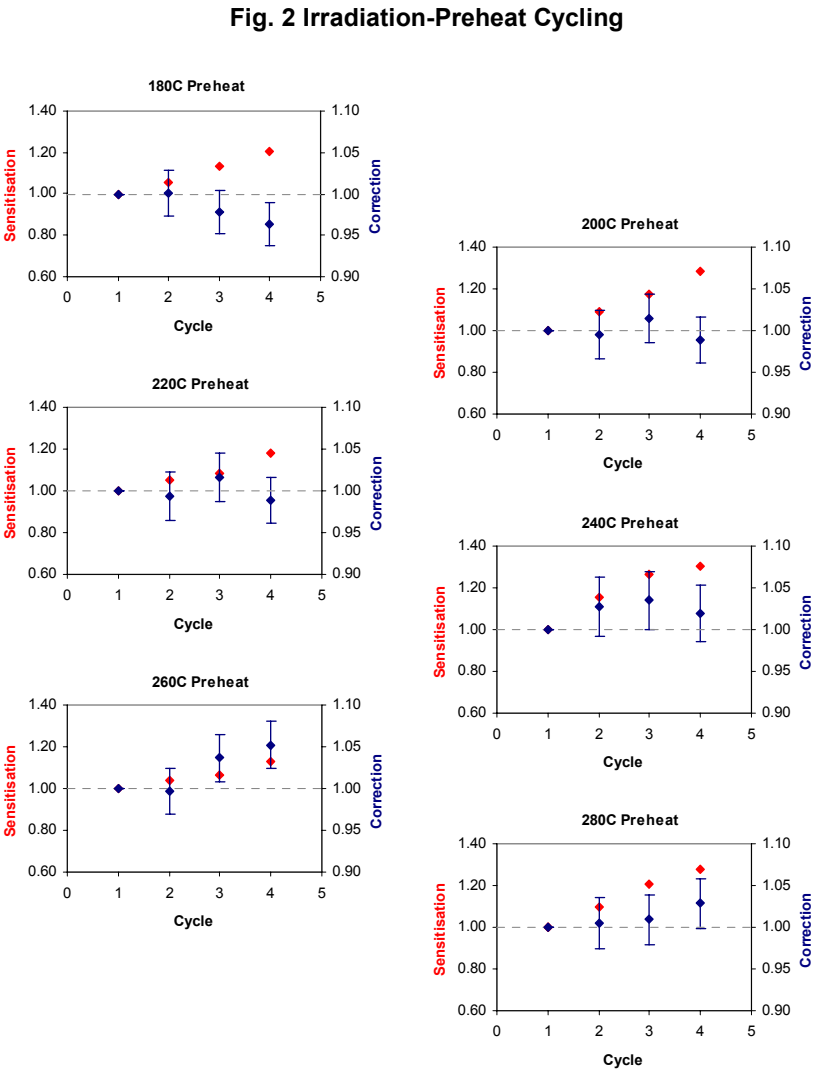 Fig. 2 Irradiation-Preheat Cycling
180C Preheat
1.40
1.20
1.00
0.80
0.60
1.10
1.05
1.00
0.95
0.90
Sensitisation
Correction
0 1 2 3 4 5
Cycle
200C Preheat
1.40
1.20
1.00
0.80
0.60
1.10
1.05
1.00
0.95
0.90
Sensitisation
Correction
0 1 2 3 4 5
Cycle
220C Preheat
1.40
1.20
1.00
0.80
0.60
1.10
1.05
1.00
0.95
0.90
Sensitisation
Correction
0 1 2 3 4 5
Cycle
240C Preheat
1.40
1.20
1.00
0.80
0.60
1.10
1.05
1.00
0.95
0.90
Sensitisation
Correction
0 1 2 3 4 5
Cycle
260C Preheat
1.40
1.20
1.00
0.80
0.60
1.10
1.05
1.00
0.95
0.90
Sensitisation
Correction
0 1 2 3 4 5
Cycle
280C Preheat
1.40
1.20
1.00
0.80
0.60
1.10
1.05
1.00
0.95
0.90
Sensitisation
Correction
0 1 2 3 4 5
Cycle